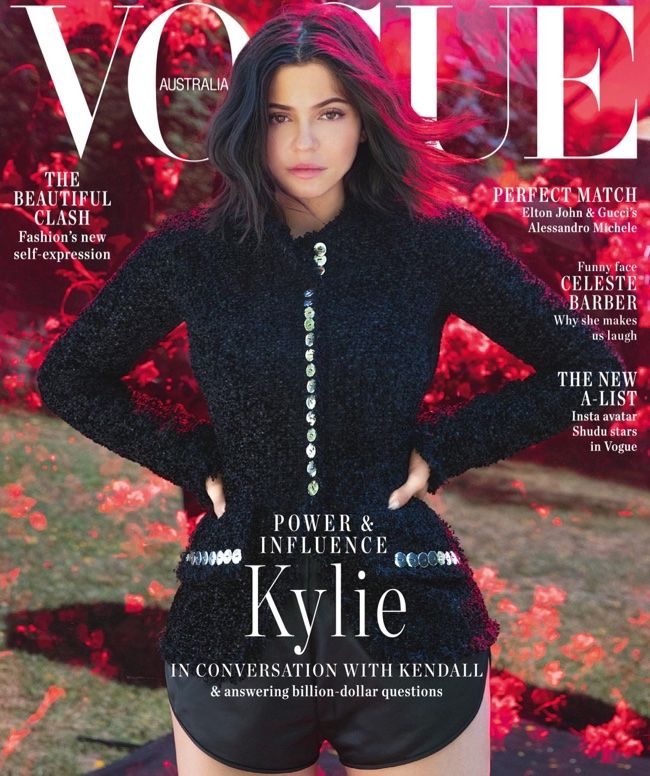 VOGUE
AUSTRALIA
THE
BEAUTIFUL
CLASH
Fashion's new
self-expression
PERFECT MATCH
Elton John & Gucci's
Alessandro Michele
Funny face
CELESTE
BARBER
Why she makes
us laugh
THE NEW
A-LIST
Insta avatar
Shudu stars
in Vogue
POWER &
INFLUENCE
Kylie
IN CONVERSATION WITH KENDALL
& answering billion-dollar questions